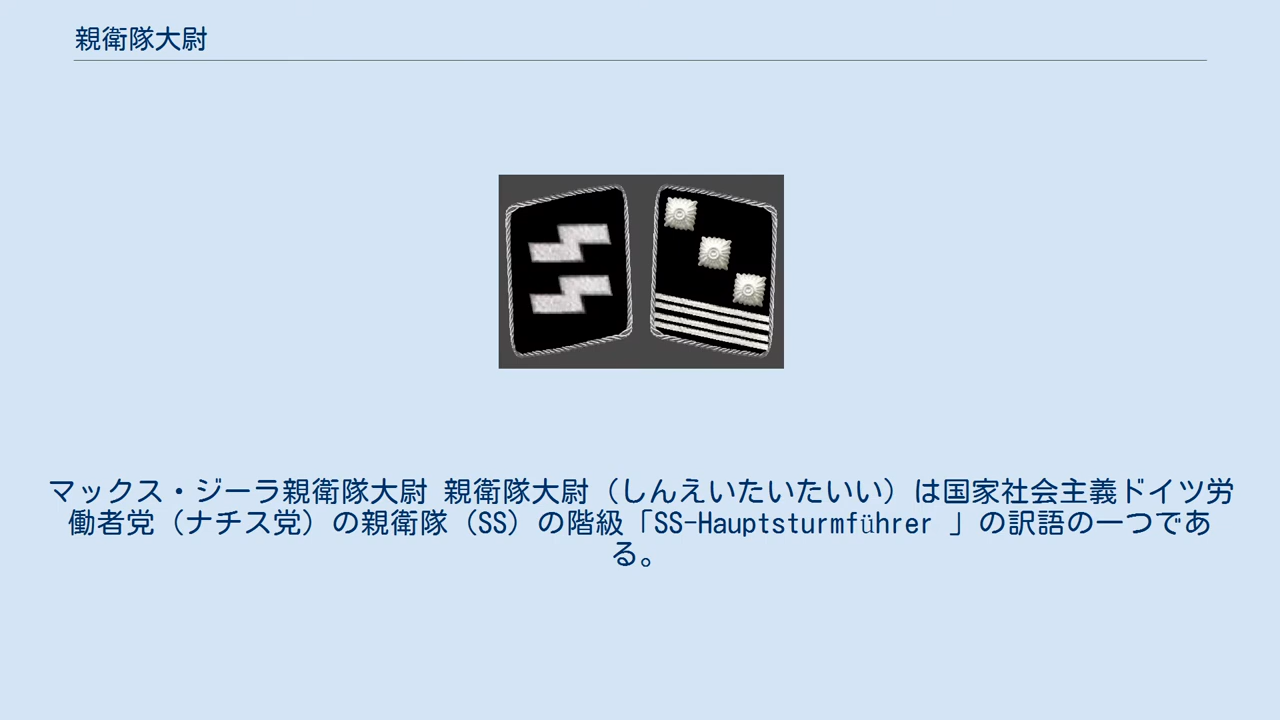 親衛隊大尉
マックス・ジーラ親衛隊大尉 親衛隊大尉（しんえいたいたいい）は国家社会主義ドイツ労
働者党（ナチス党）の親衛隊（SS）の階級「SS-Hauptsturmführer 」の訳語の一つであ
る。